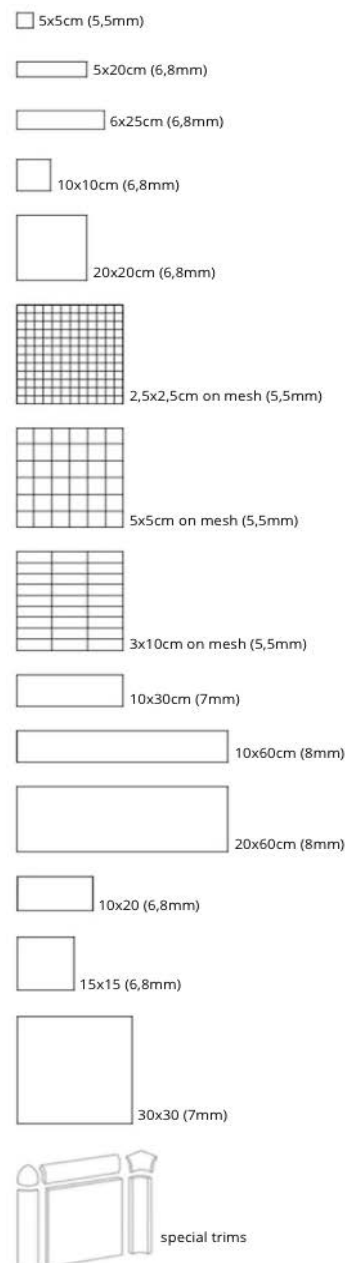 5x5cm (5,5mm)
5x20cm (6,8mm)
6x25cm (6,8mm)
10x10cm (6,8mm)
20x20cm (6,8mm)
2,5x2,5cm on mesh (5,5mm)
5x5cm on mesh (5,5mm)
3x10cm on mesh (5,5mm)
10x30cm (7mm)
10x60cm (8mm)
20x60cm (8mm)
10x20 (6,8mm)
15x15 (6,8mm)
30x30 (7mm)
special trims